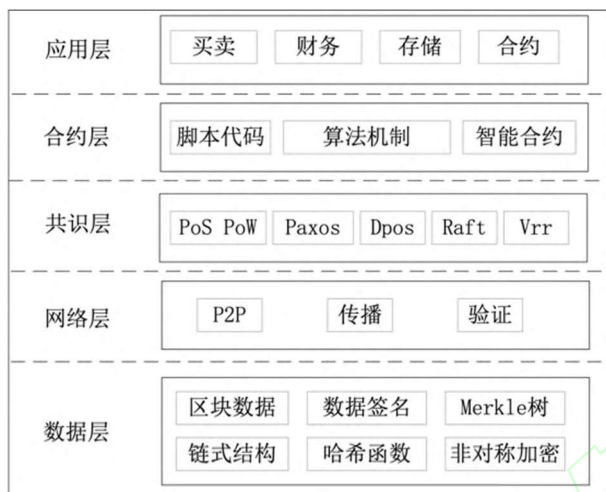 应用层 买卖 财务 存储 合约
合约层 脚本代码 算法机制 智能合约
共识层 PoS PoW Paxos Dpos Raft Vrr
网络层 P2P 传播 验证
数据层
区块数据 数据签名 Merkle树
链式结构 哈希函数 非对称加密